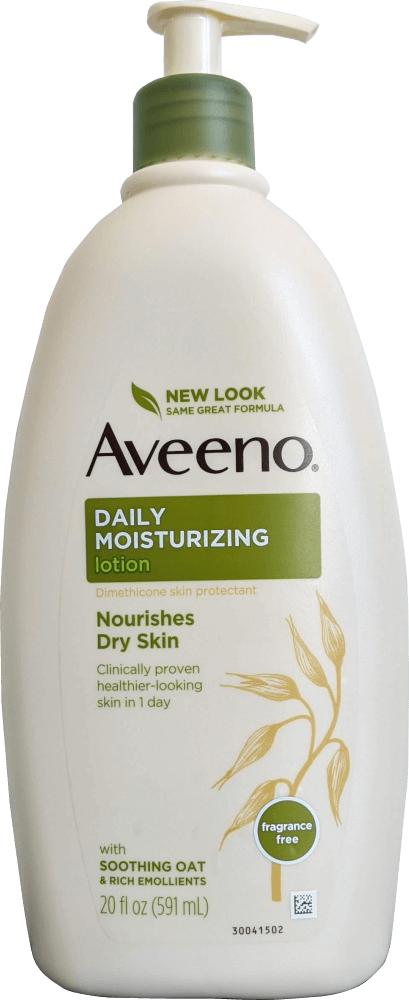 NEW LOOK
SAME GREAT FORMULA
Aveeno®
DAILY
MOISTURIZING
lotion
Dimethicone skin protectant
Nourishes
Dry Skin
Clinically proven
healthier-looking
skin in 1 day
fragrance
free
with
SOOTHING OAT
& RICH EMOLLIENTS
20 fl oz (591 mL)
30041502